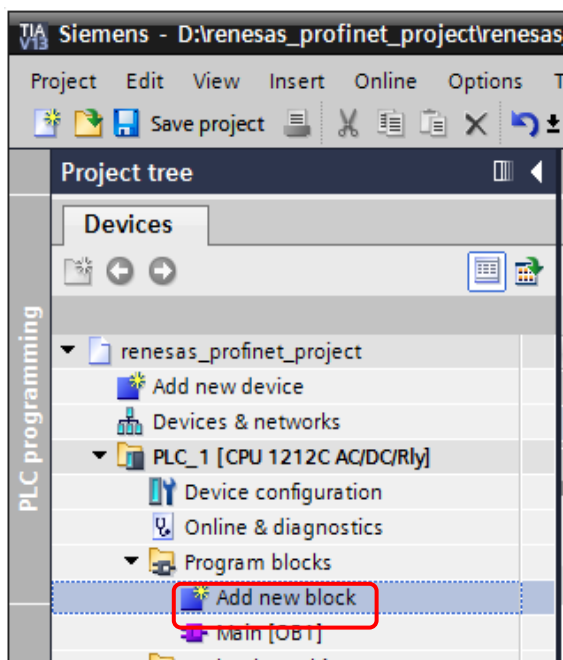 TIA V13 Siemens - D:\renesas_profinet_project\renesas_
Project Edit View Insert Online Options T
Save project
Project tree
Devices
PLC programming
renesas_profinet_project
Add new device
Devices & networks
PLC_1 [CPU 1212C AC/DC/Rly]
Device configuration
Online & diagnostics
Program blocks
Add new block
Main [OB1]